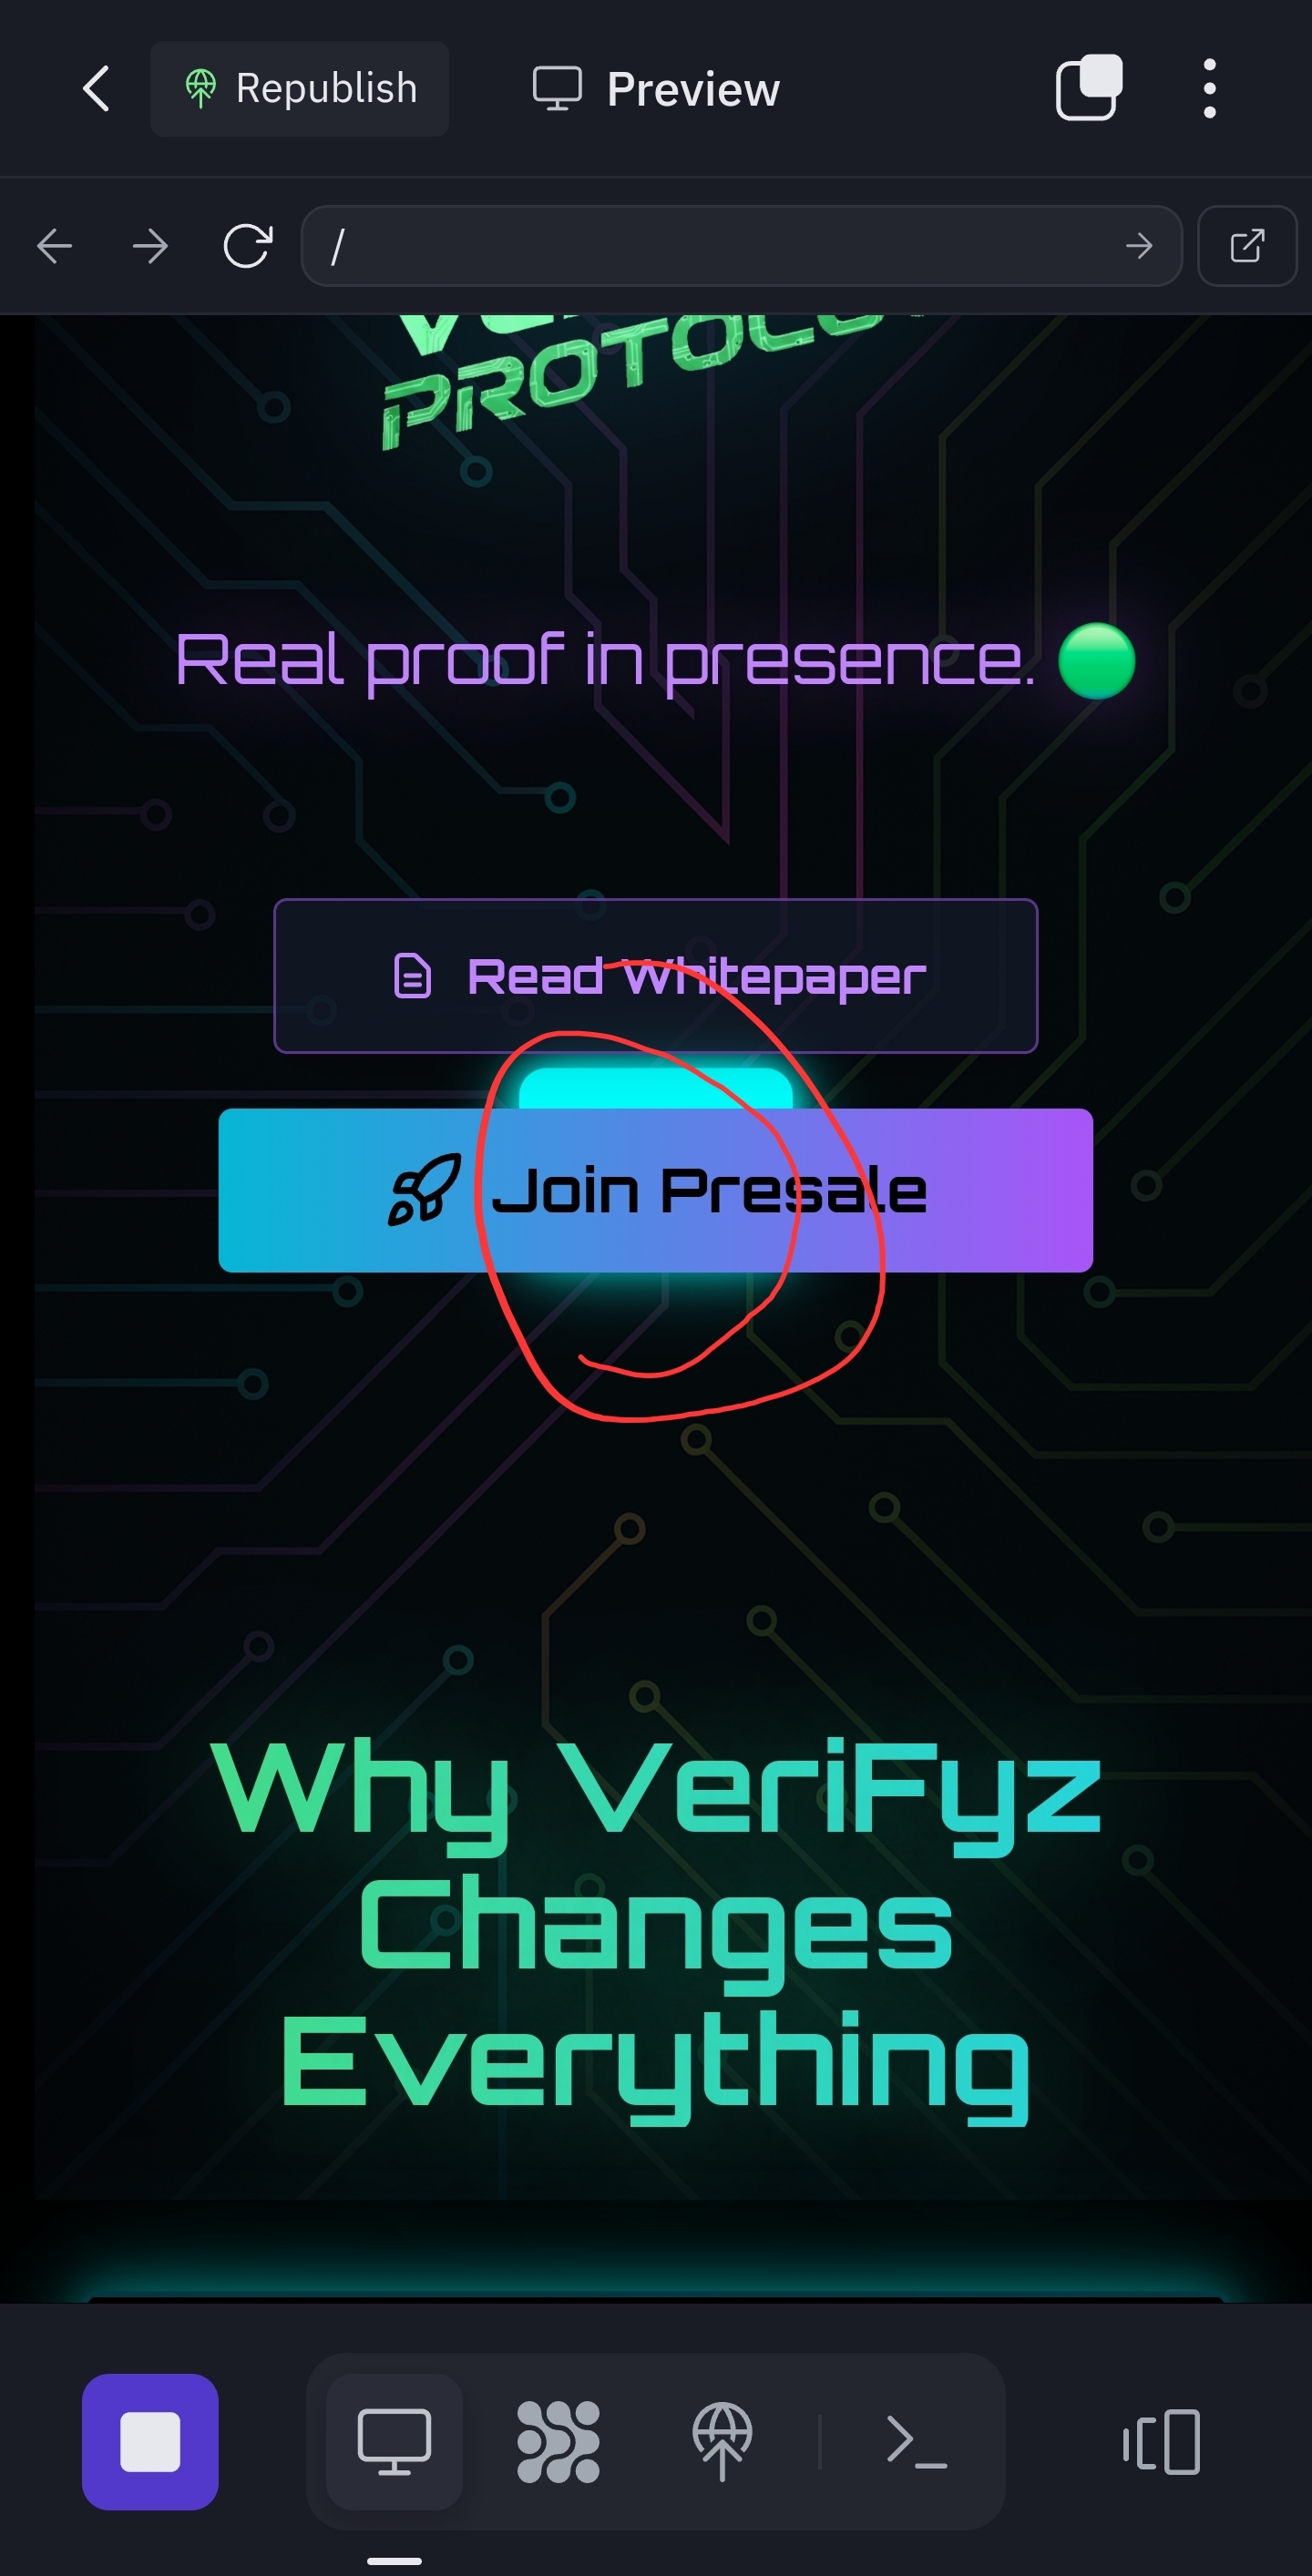 Republish
Preview
/
PROTOCOL
Real proof in presence.
Read Whitepaper
Join Presale
Why VeriFyz
Changes
Everything